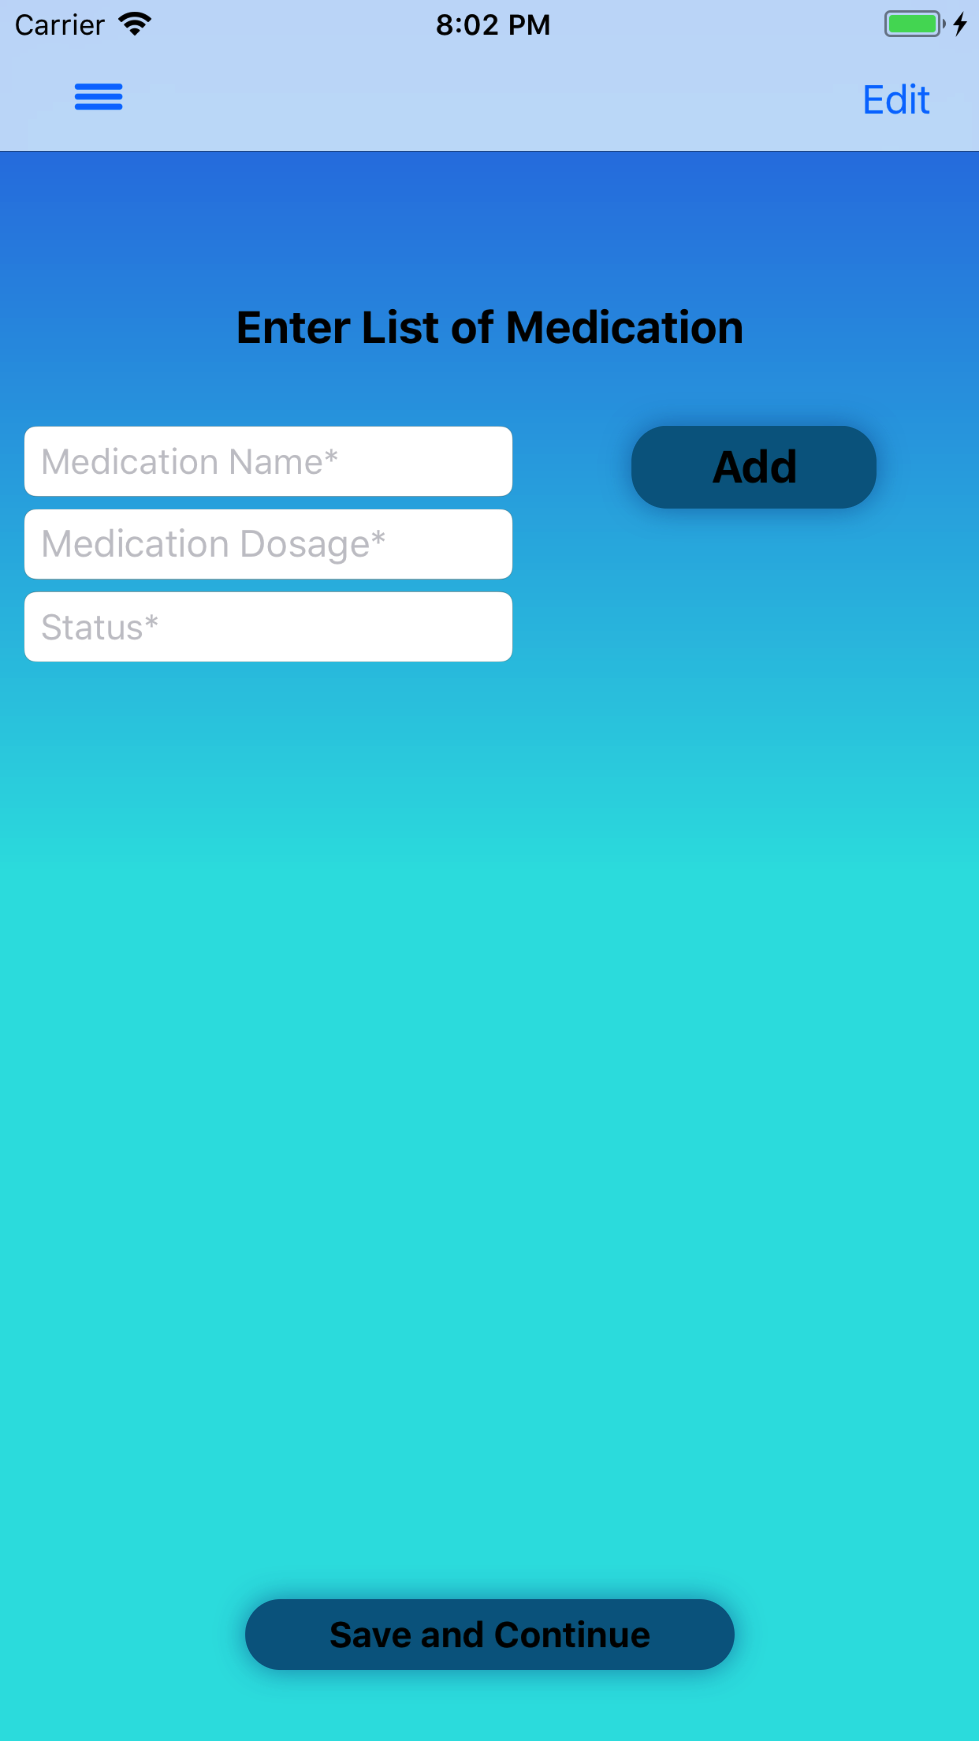 Carrier 8:02 PM
Edit
Enter List of Medication
Medication Name*
Add
Medication Dosage*
Status*
Save and Continue